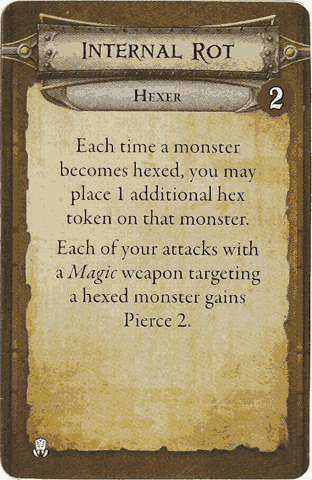 INTERNAL ROT
HEXER
2
Each time a monster
becomes hexed, you may
place 1 additional hex
token on that monster.
Each of your attacks with
a Magic weapon targeting
a hexed monster gains
Pierce 2.